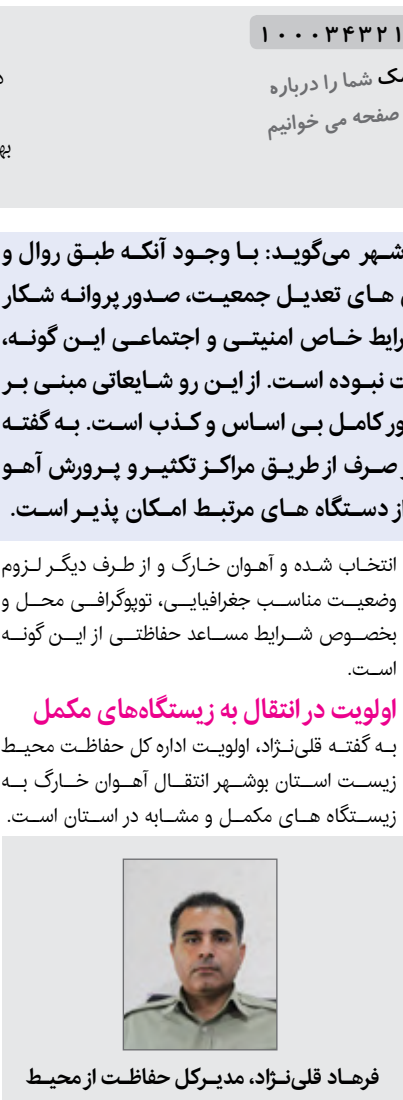 ۱۰۰۰۳۴۳۲۱
شما را درباره
صفحه می خوانیم
شهر می‌گوید: با وجود آنکه طبق روال و
های تعدیل جمعیت، صدور پروانه شکار
خاص امنیتی و اجتماعی این گونه،
نبوده است. از این رو شایعاتی مبنی بر
کامل بی اساس و کذب است. به گفته
صرف از طریق مراکز تکثیر و پرورش آهو
از دستگاه های مرتبط امکان پذیر است.
انتخاب شده و آهوان خارگ و از طرف دیگر لزوم
وضعیت مناسب جغرافیایی، توپوگرافی محل و
بخصوص شرایط مساعد حفاظتی از این گونه
است.
اولویت در انتقال به زیستگاه‌های مکمل
به گفته قلی‌نژاد، اولویت اداره کل حفاظت محیط
زیست استان بوشهر انتقال آهوان خارگ به
زیستگاه های مکمل و مشابه در استان است.
فرهاد قلی‌نژاد، مدیرکل حفاظت از محیط